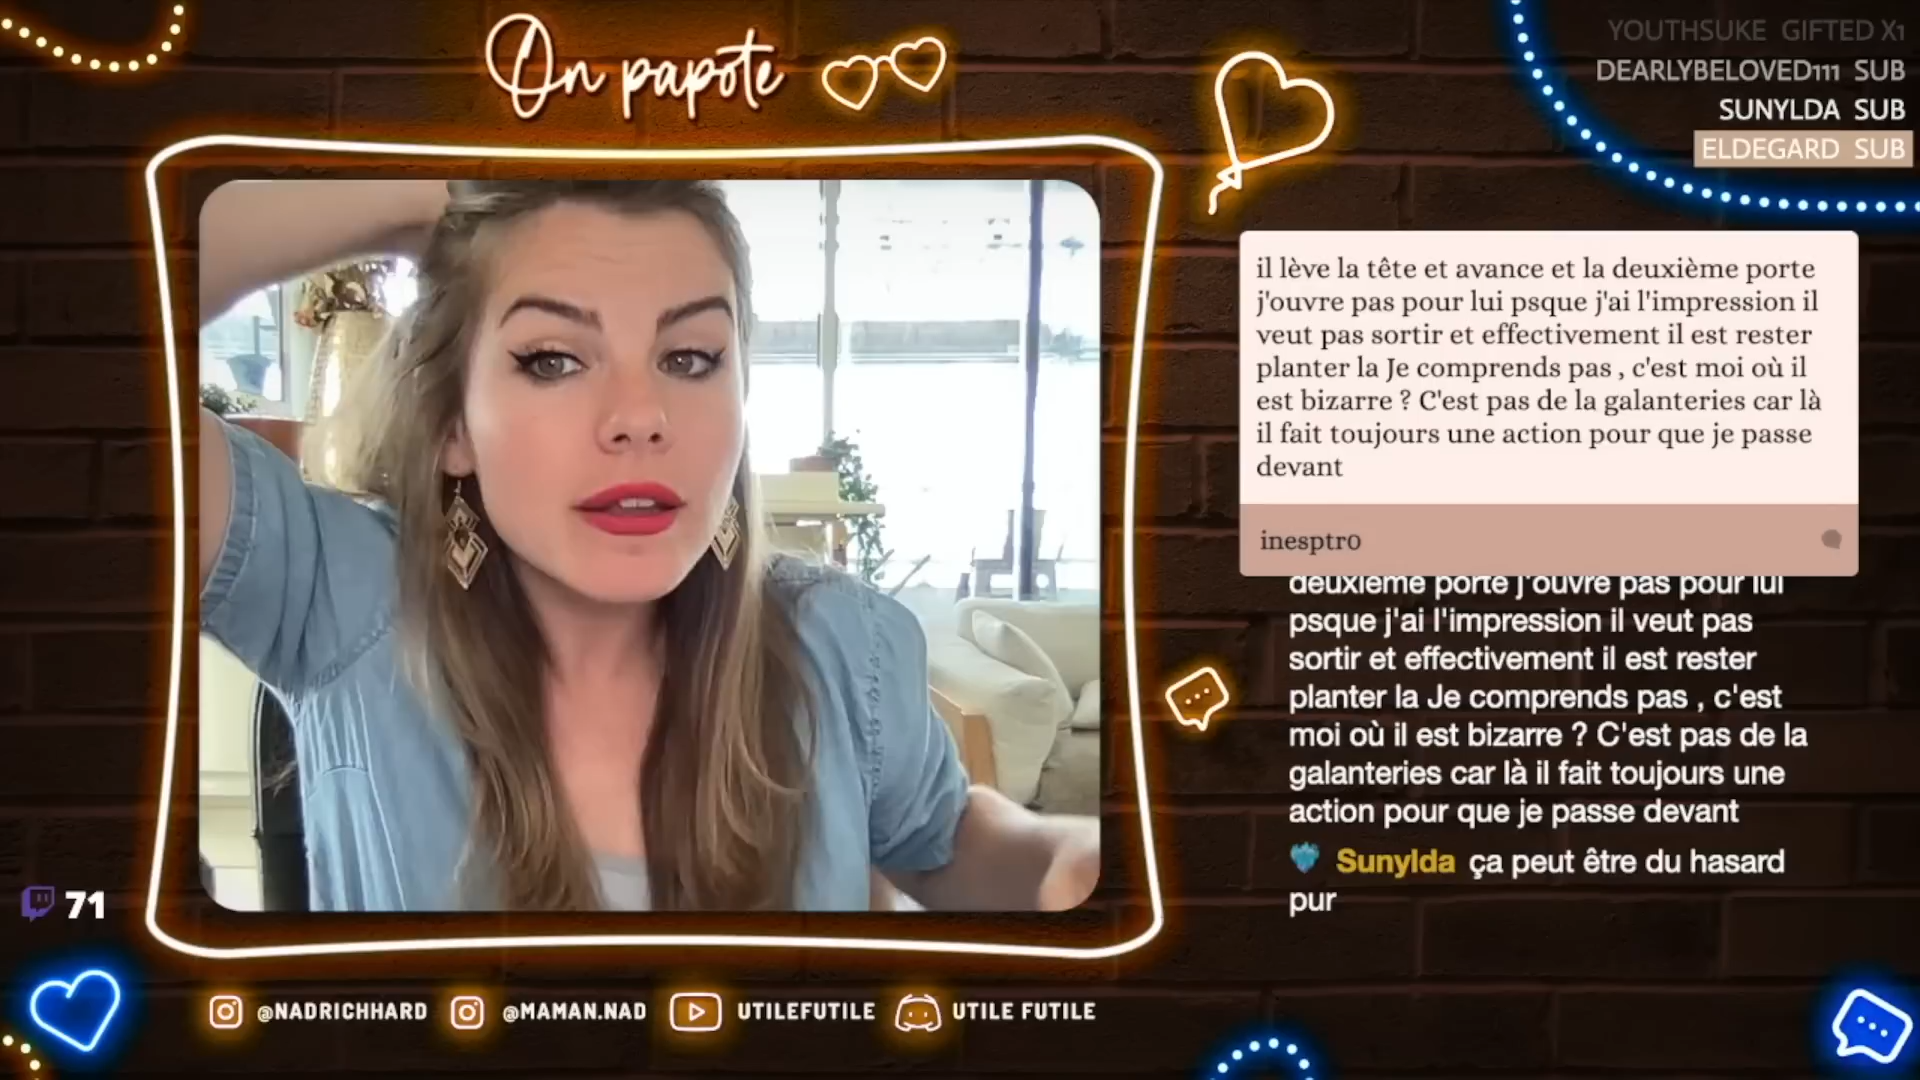 On papote
YOUTHSUKE GIFTED X1
DEARLYBELOVED111 SUB
SUNYLDA SUB
ELDEGARD SUB
il lève la tête et avance et la deuxième porte
j'ouvre pas pour lui psque j'ai l'impression il
veut pas sortir et effectivement il est rester
planter la Je comprends pas , c'est moi où il
est bizarre ? C'est pas de la galanteries car là
il fait toujours une action pour que je passe
devant
inesptr0
deuxième porte j'ouvre pas pour lui
psque j'ai l'impression il veut pas
sortir et effectivement il est rester
planter la Je comprends pas , c'est
moi où il est bizarre ? C'est pas de la
galanteries car là il fait toujours une
action pour que je passe devant
Sunylda ça peut être du hasard
pur
71
@NADRICHHARD @MAMAN.NAD UTILEFUTILE UTILE FUTILE